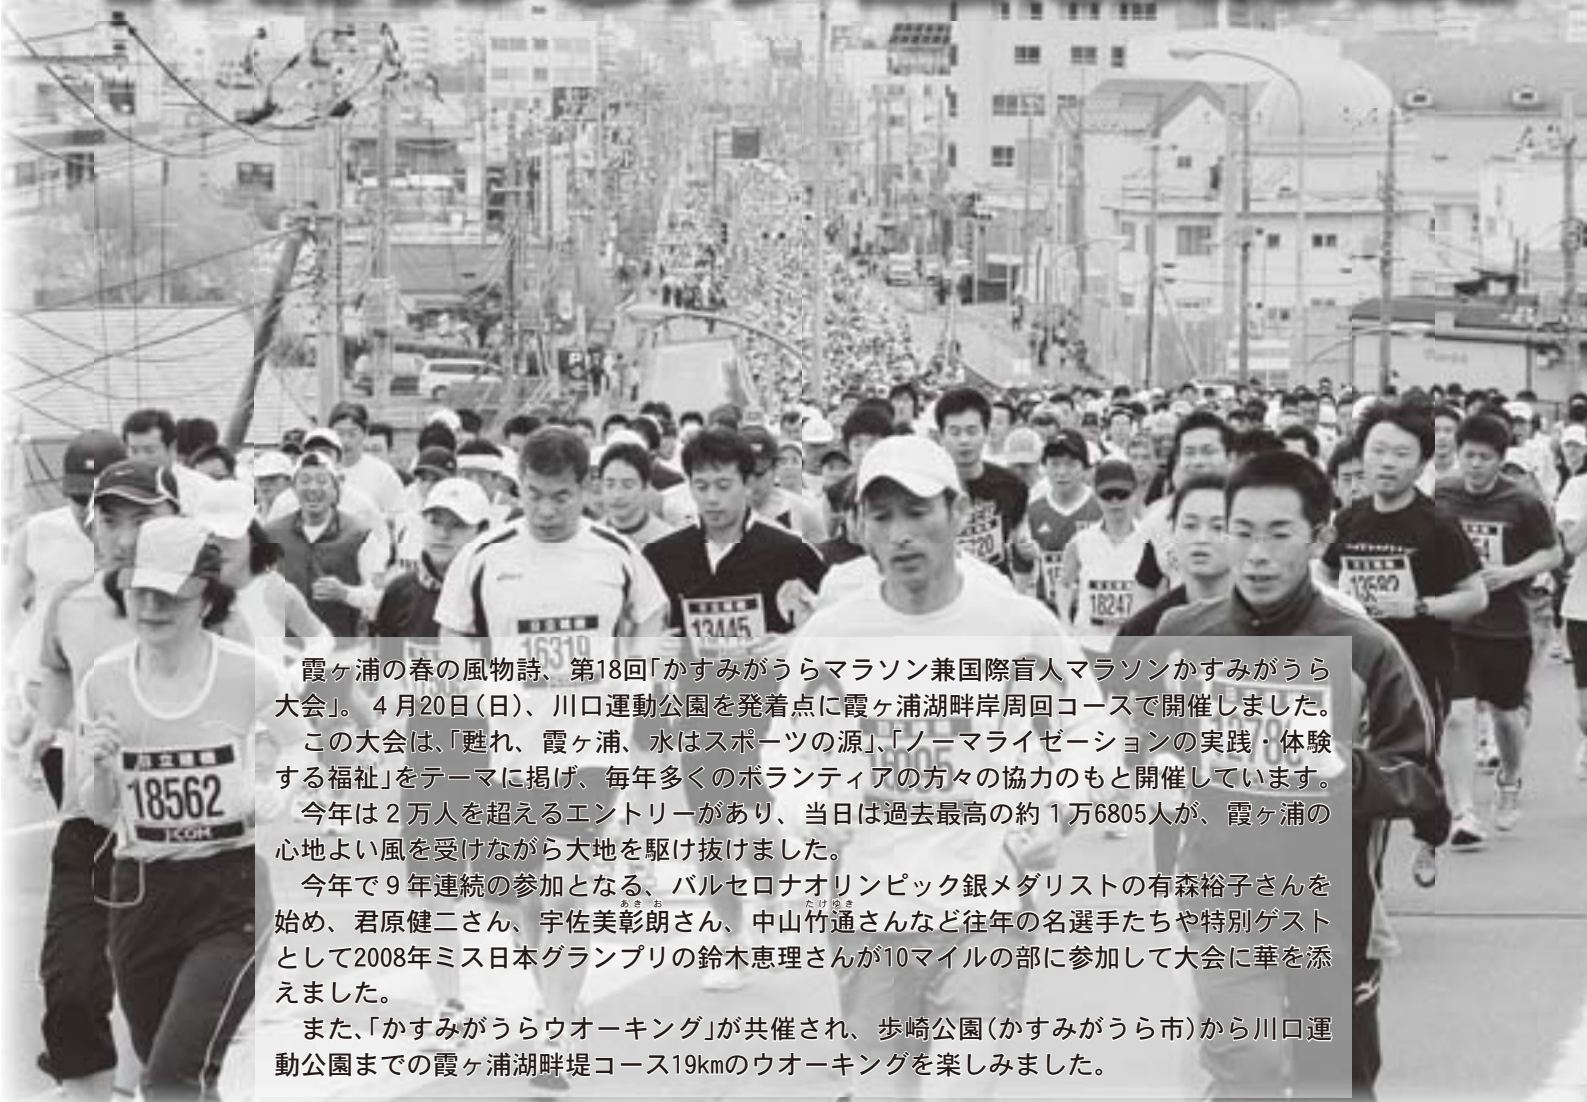 霞ヶ浦の春の風物詩、第18回「かすみがうらマラソン兼国際盲人マラソンかすみがうら
大会」。４月20日(日)、川口運動公園を発着点に霞ヶ浦湖畔岸周回コースで開催しました。
この大会は、「甦れ、霞ヶ浦、水はスポーツの源」、「ノーマライゼーションの実践・体験
する福祉」をテーマに掲げ、毎年多くのボランティアの方々の協力のもと開催しています。
今年は２万人を超えるエントリーがあり、当日は過去最高の約１万6805人が、霞ヶ浦の
心地よい風を受けながら大地を駆け抜けました。
今年で９年連続の参加となる、バルセロナオリンピック銀メダリストの有森裕子さんを
あき お たけゆき
始め、君原健二さん、宇佐美彰朗さん、中山竹通さんなど往年の名選手たちや特別ゲスト
として2008年ミス日本グランプリの鈴木恵理さんが10マイルの部に参加して大会に華を添
えました。
また、「かすみがうらウオーキング」が共催され、歩崎公園(かすみがうら市)から川口運
動公園までの霞ヶ浦湖畔堤コース19kmのウオーキングを楽しみました。
18562
J:COM
16319
13445
18247